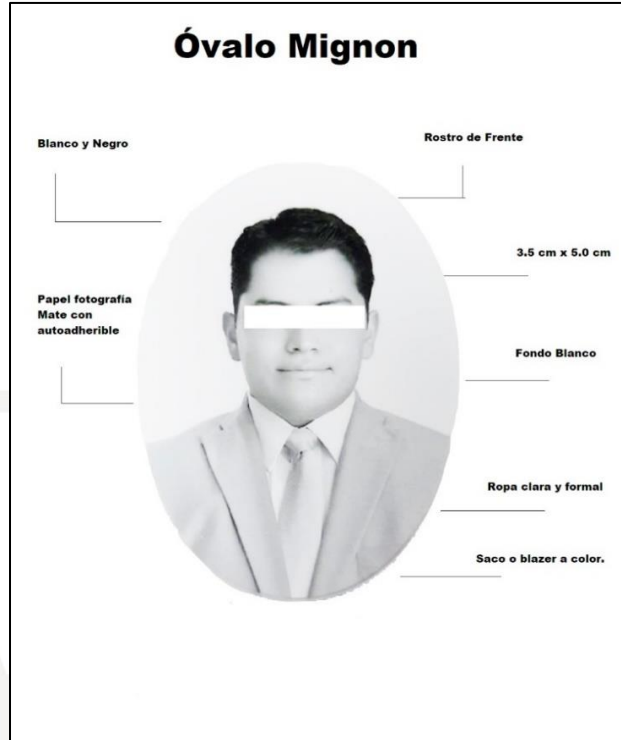 Óvalo Mignon
Blanco y Negro
Rostro de Frente
3.5 cm x 5.0 cm
Papel fotografía
Mate con
autoadherible
Fondo Blanco
Ropa clara y formal
Saco o blazer a color.